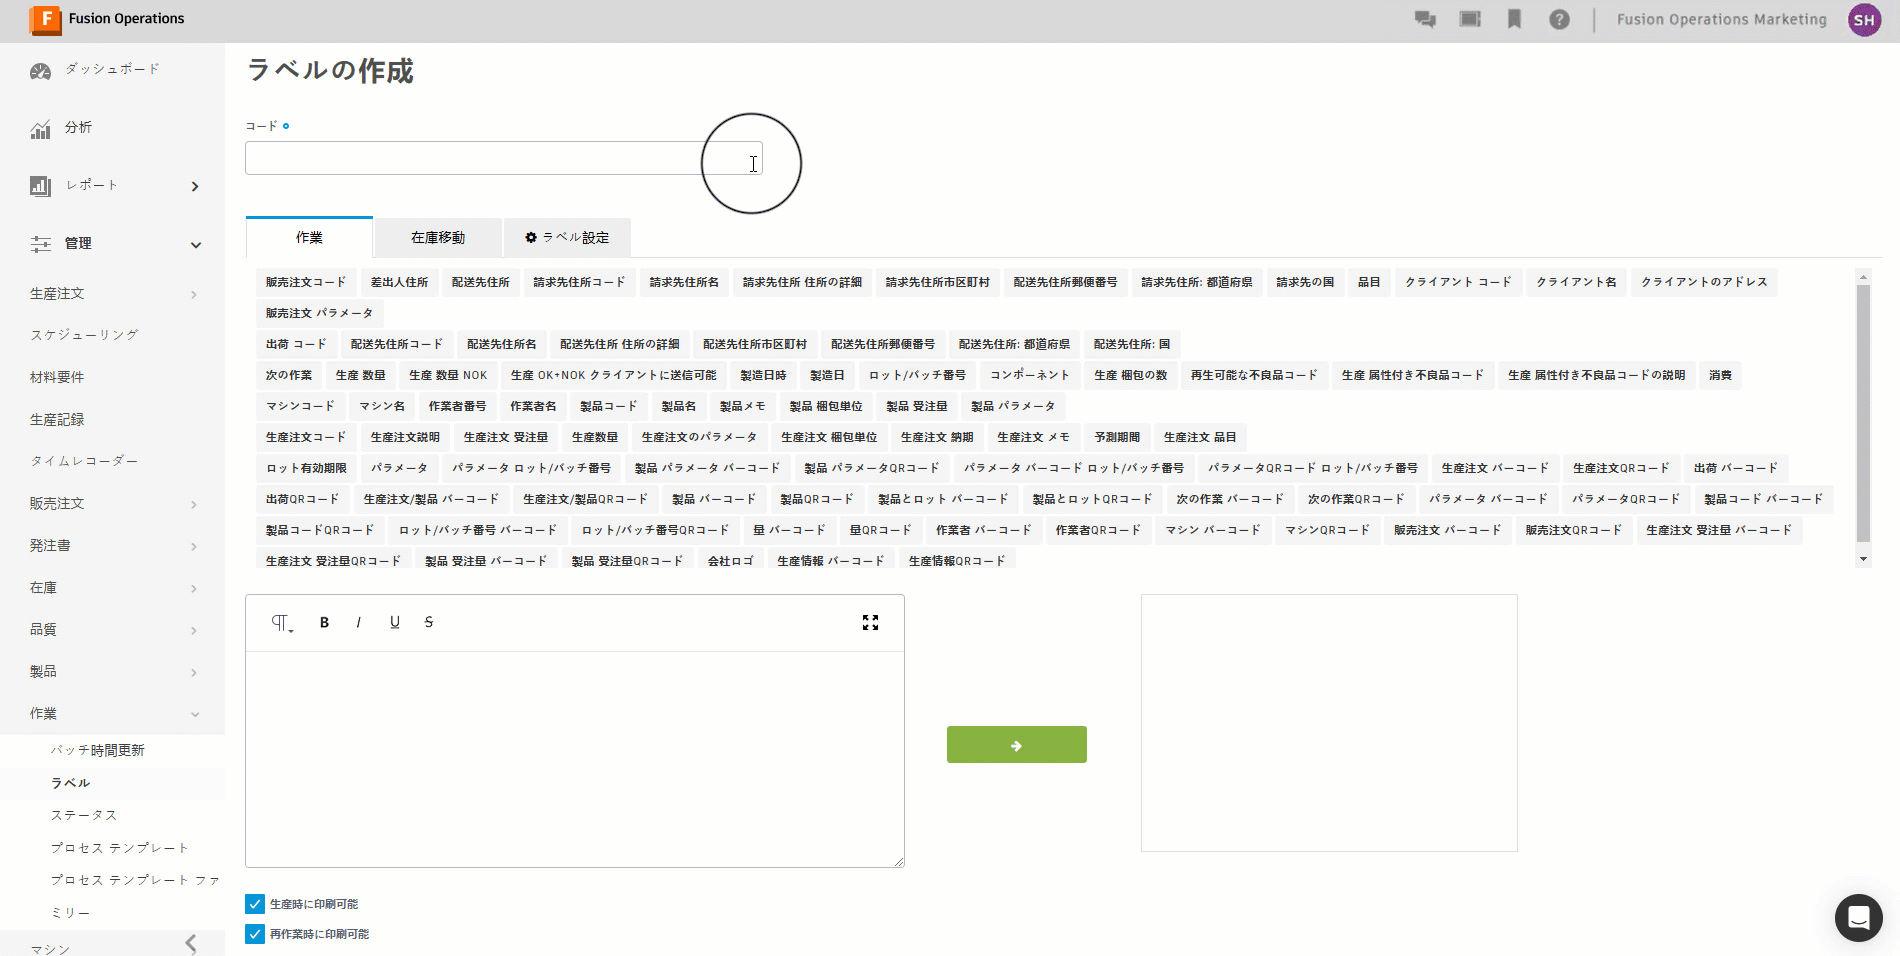 Fusion Operations
Fusion Operations Marketing
SH
ダッシュボード
分析
レポート
管理
生産注文
スケジューリング
材料要件
生産記録
タイムレコーダー
販売注文
発注書
在庫
品質
製品
作業
バッチ時間更新
ラベル
ステータス
プロセス テンプレート
プロセス テンプレート ファ
ミリー
マシン
ラベルの作成
コード
作業 在庫移動 ラベル設定
販売注文コード 差出人住所 配送先住所 請求先住所コード 請求先住所名 請求先住所 住所の詳細 請求先住所市区町村 配送先住所郵便番号 請求先住所: 都道府県 請求先の国 品目 クライアント コード クライアント名 クライアントのアドレス
販売注文 パラメータ
出荷 コード 配送先住所コード 配送先住所名 配送先住所 住所の詳細 配送先住所市区町村 配送先住所郵便番号 配送先住所: 都道府県 配送先住所: 国
次の作業 生産 数量 生産 数量 NOK 生産 OK+NOK クライアントに送信可能 製造日時 製造日 ロット/バッチ番号 コンポーネント 生産 梱包の数 再生可能な不良品コード 生産 属性付き不良品コード 生産 属性付き不良品コードの説明 消費
マシンコード マシン名 作業者番号 作業者名 製品コード 製品名 製品メモ 製品 梱包単位 製品 受注量 製品 パラメータ
生産注文コード 生産注文説明 生産注文 受注量 生産数量 生産注文のパラメータ 生産注文 梱包単位 生産注文 納期 生産注文 メモ 予測期間 生産注文 品目
ロット有効期限 パラメータ パラメータ ロット/バッチ番号 製品 パラメータ バーコード 製品 パラメータQRコード パラメータ バーコード ロット/バッチ番号 パラメータQRコード ロット/バッチ番号 生産注文 バーコード 生産注文QRコード 出荷 バーコード
出荷QRコード 生産注文/製品 バーコード 生産注文/製品QRコード 製品 バーコード 製品QRコード 製品とロット バーコード 製品とロットQRコード 次の作業 バーコード 次の作業QRコード パラメータ バーコード パラメータQRコード 製品コード バーコード
製品コードQRコード ロット/バッチ番号 バーコード ロット/バッチ番号QRコード 量 バーコード 量QRコード 作業者 バーコード 作業者QRコード マシン バーコード マシンQRコード 販売注文 バーコード 販売注文QRコード 生産注文 受注量 バーコード
生産注文 受注量QRコード 製品 受注量 バーコード 製品 受注量QRコード 会社ロゴ 生産情報 バーコード 生産情報QRコード
B I U S
生産時に印刷可能
再作業時に印刷可能